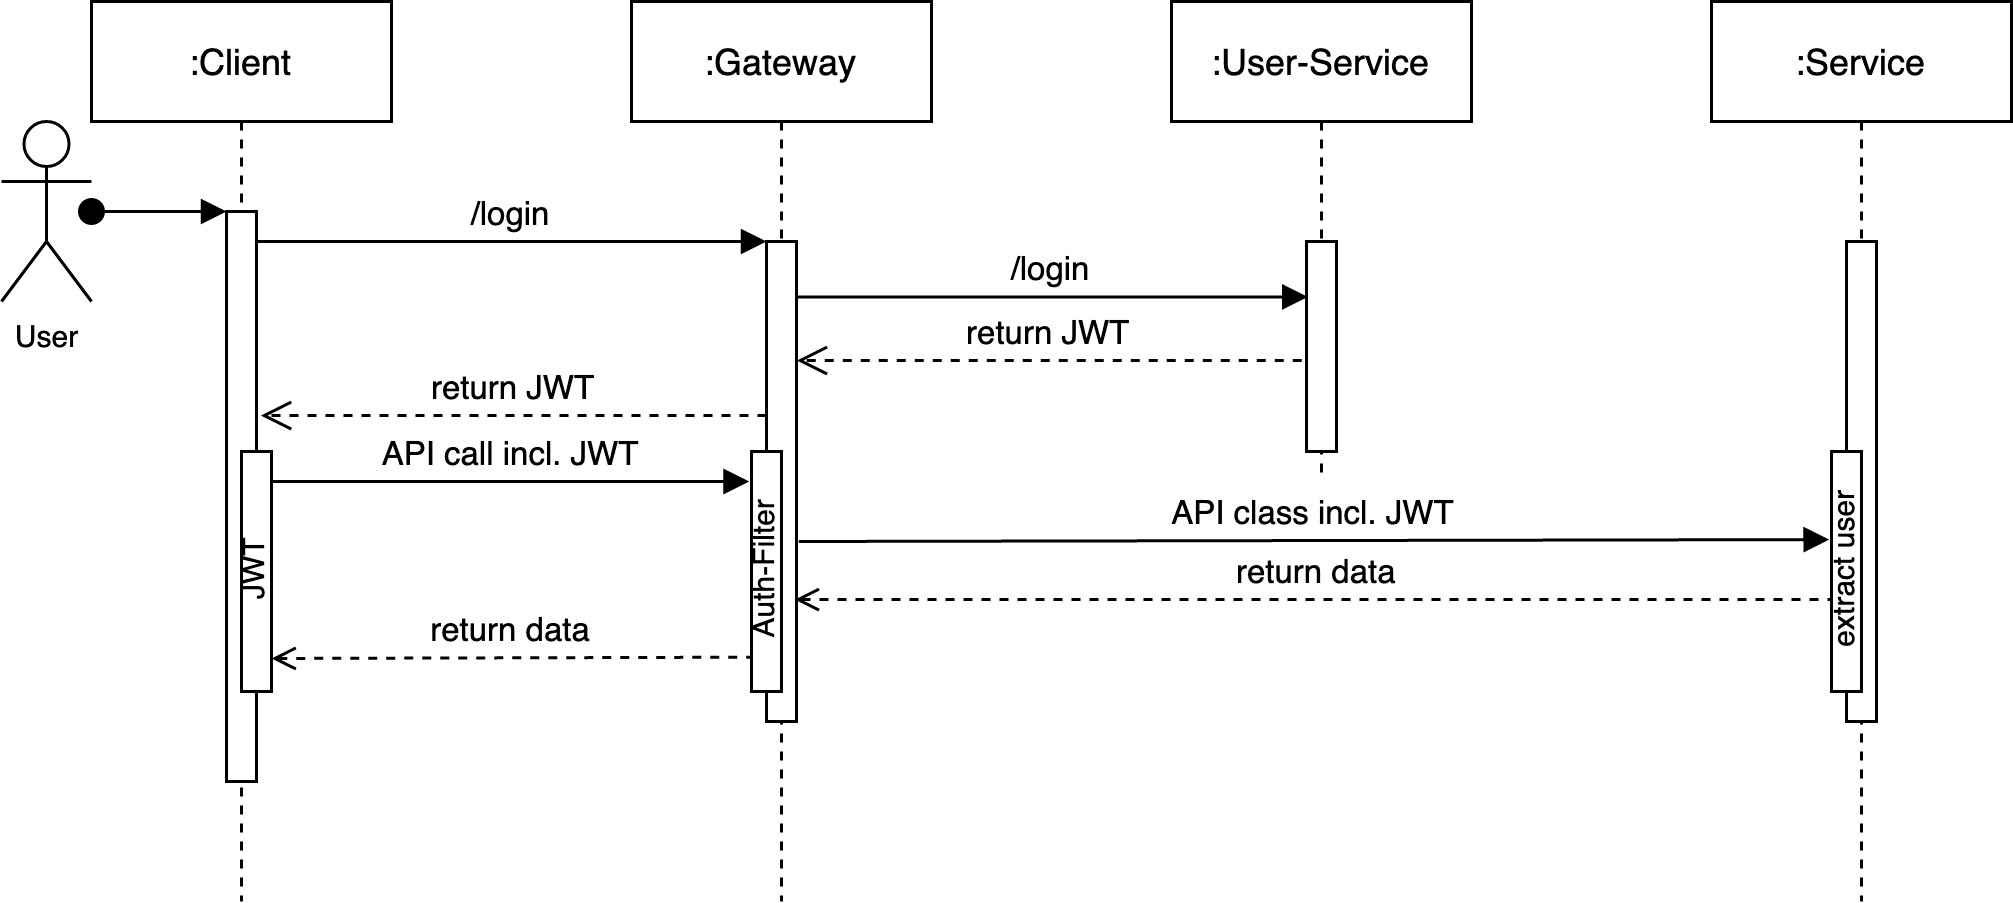 :Client
:Gateway
:User-Service
:Service
User
/login
/login
return JWT
return JWT
API call incl. JWT
API class incl. JWT
JWT
Auth-Filter
extract user
return data
return data